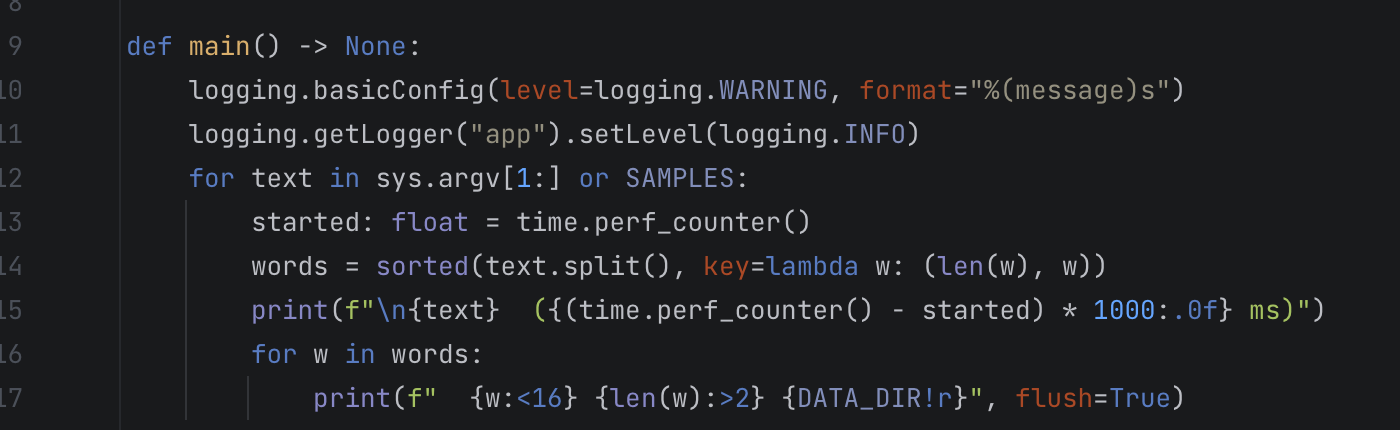 8
9 def main() -> None:
10     logging.basicConfig(level=logging.WARNING, format="%(message)s")
11     logging.getLogger("app").setLevel(logging.INFO)
12     for text in sys.argv[1:] or SAMPLES:
13         started: float = time.perf_counter()
14         words = sorted(text.split(), key=lambda w: (len(w), w))
15         print(f"\n{text}  ({(time.perf_counter() - started) * 1000:.0f} ms)")
16         for w in words:
17             print(f"  {w:<16} {len(w):>2} {DATA_DIR!r}", flush=True)